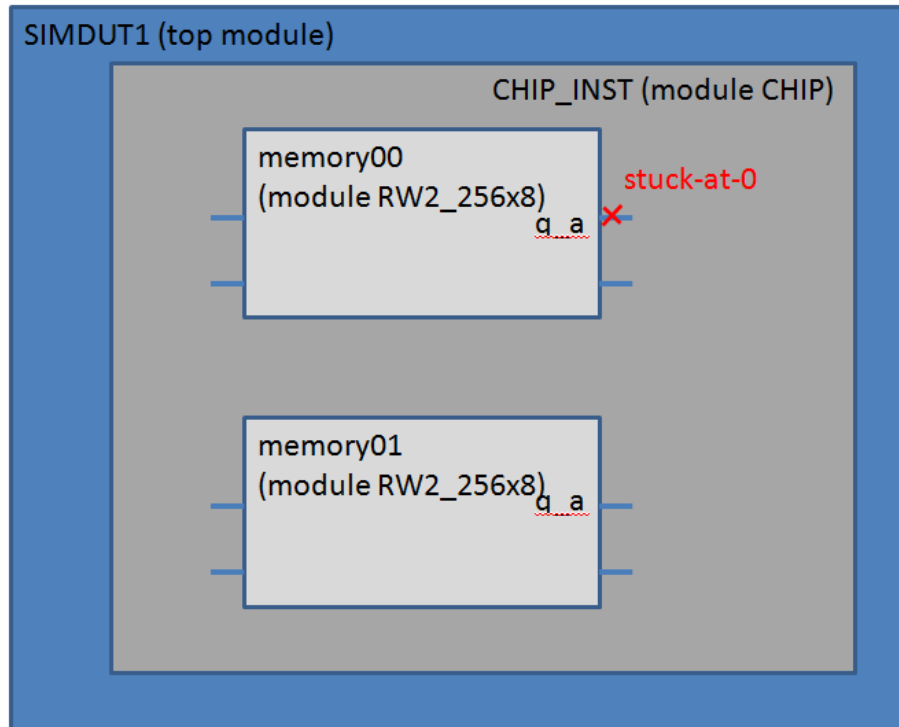 SIMDUT1 (top module)
CHIP_INST (module CHIP)
memory00
(module RW2_256x8)
q_a
stuck-at-0
memory01
(module RW2_256x8)
q_a